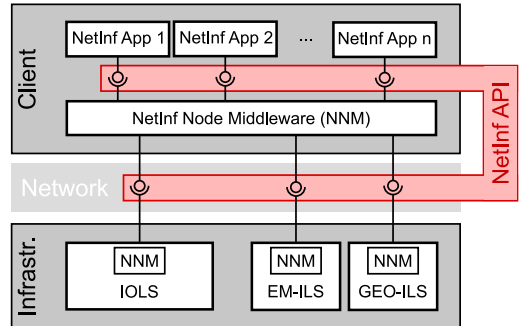 NetInf App 1
NetInf App 2
...
NetInf App n
Client
NetInf Node Middleware (NNM)
NetInf API
Network
Infrastr.
NNM
IOLS
NNM
EM-ILS
NNM
GEO-ILS